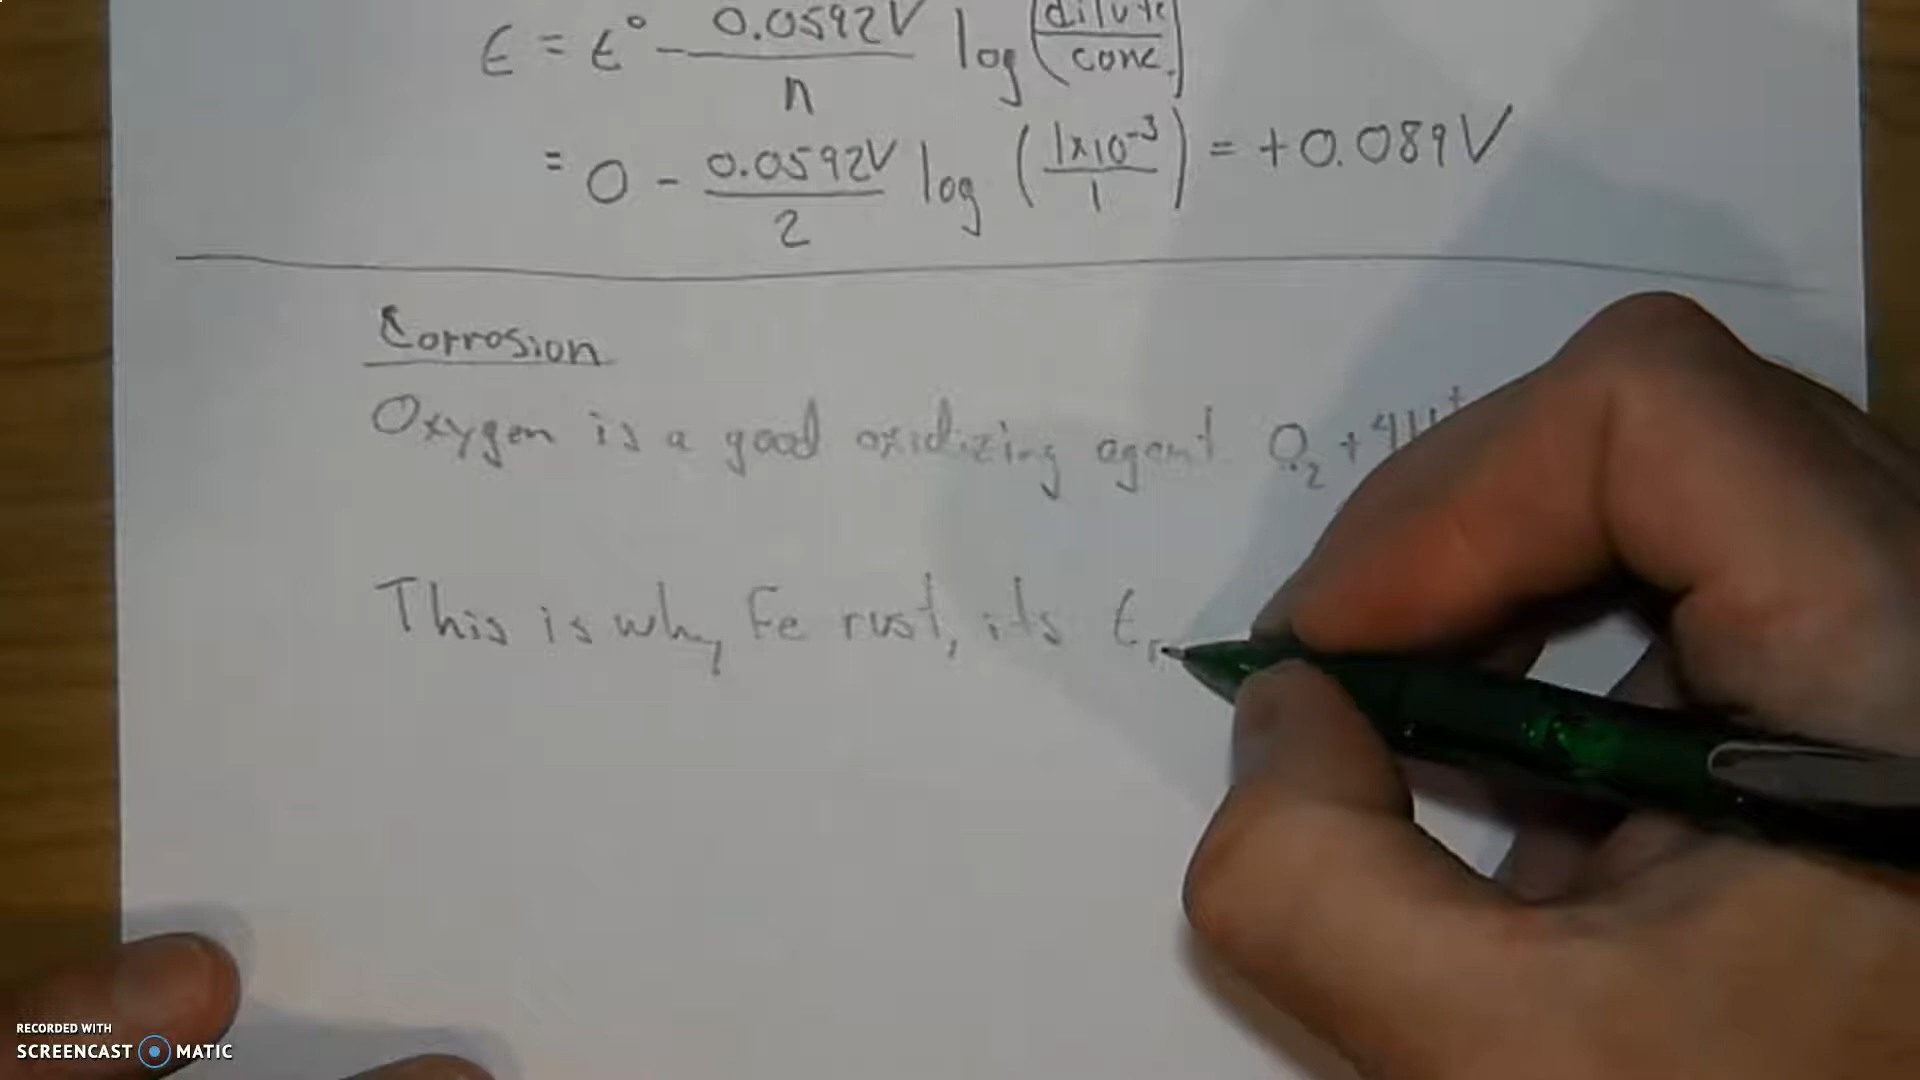 E = E° - 0.0592V / n log (dilute / conc.)
= 0 - 0.0592V / 2 log (1x10⁻³ / 1) = +0.089V
Corrosion
Oxygen is a good oxidizing agent O₂ + 4H⁺
This is why Fe rust, its E
RECORDED WITH
SCREENCAST MATIC